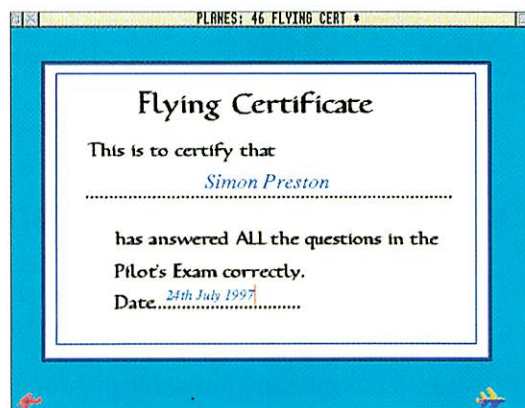 PLANES: 46 FLYING CERT *
Flying Certificate
This is to certify that
Simon Preston
has answered ALL the questions in the
Pilot's Exam correctly.
Date 24th July 1997